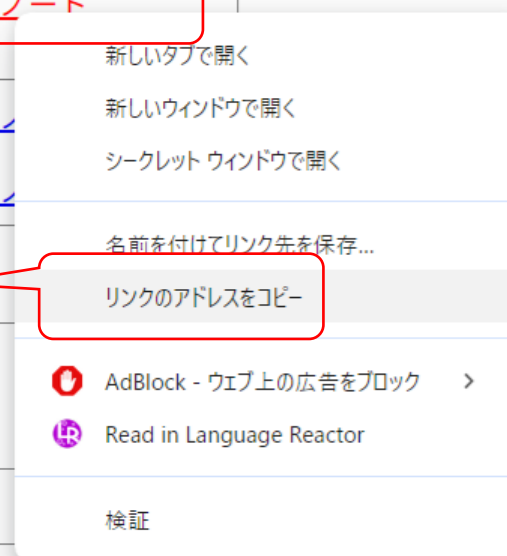 ノート
新しいタブで開く
新しいウィンドウで開く
シークレット ウィンドウで開く
名前を付けてリンク先を保存...
リンクのアドレスをコピー
AdBlock - ウェブ上の広告をブロック
Read in Language Reactor
検証